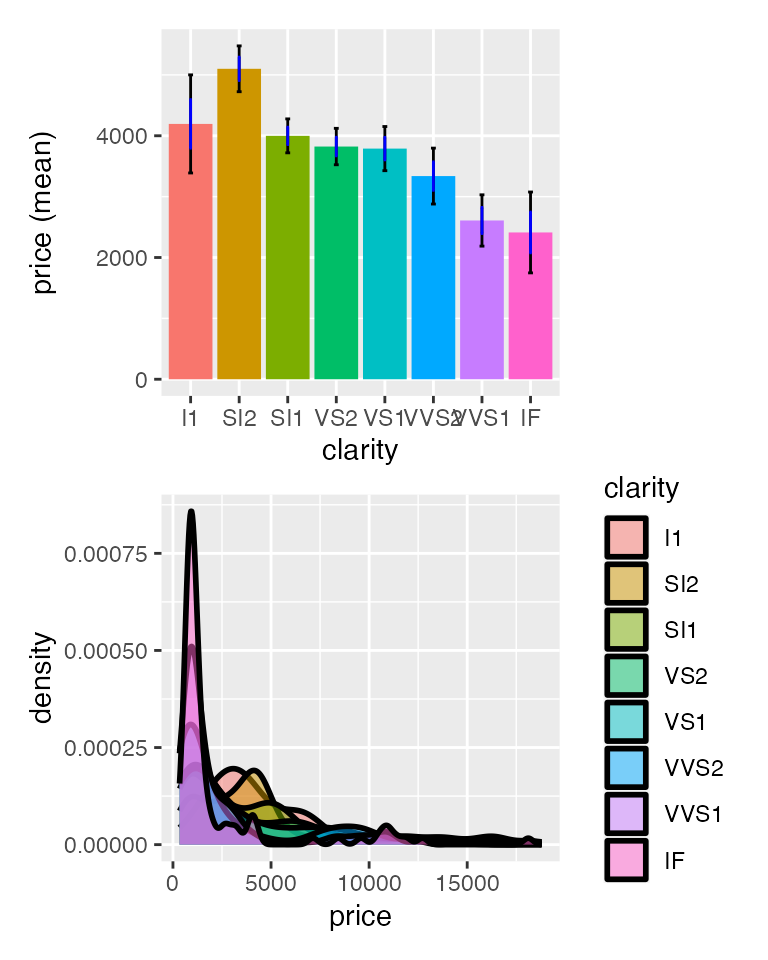 price (mean)
4000
2000
0
I1 SI2 SI1 VS2 VS1 VVS2 VVS1 IF
clarity
density
0.00075
0.00050
0.00025
0.00000
0 5000 10000 15000
price
clarity
I1
SI2
SI1
VS2
VS1
VVS2
VVS1
IF